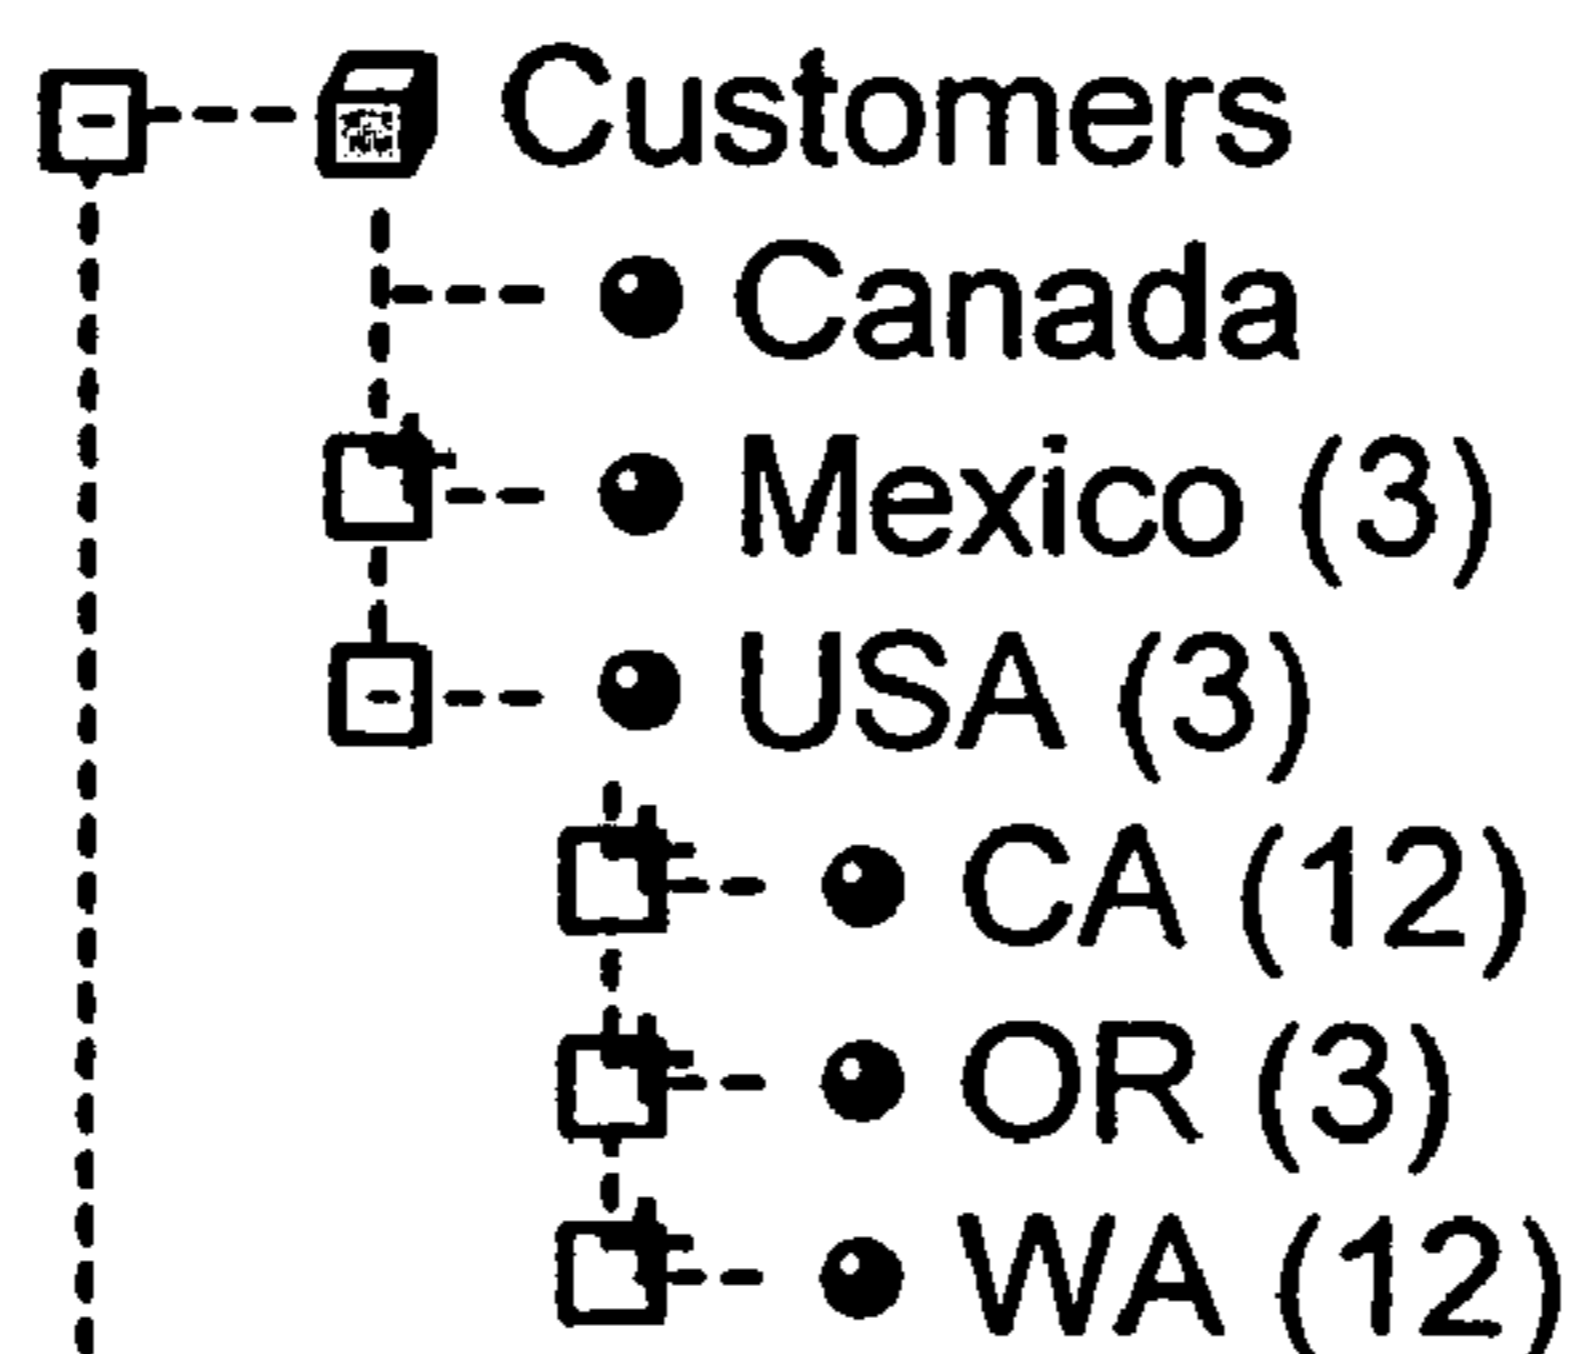 Customers
Canada
Mexico (3)
USA (3)
CA (12)
OR (3)
WA (12)